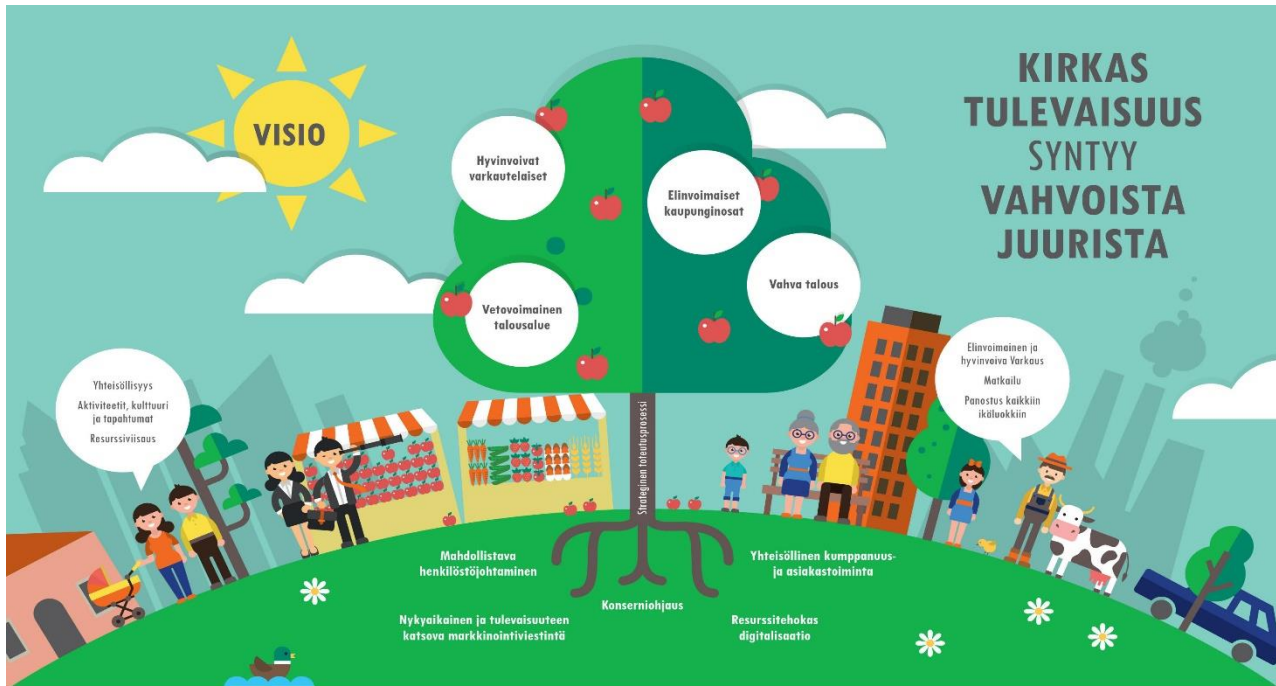 VISIO
KIRKAS
TULEVAISUUS
SYNTYY
VAHVOISTA
JUURISTA
Hyvinvoivat
varkautelaiset
Elinvoimaiset
kaupunginosat
Vetovoimainen
talousalue
Vahva talous
Yhteisöllisyys
Aktiviteetit, kulttuuri
ja tapahtumat
Resurssiviisaus
Elinvoimainen ja
hyvinvoiva Varkaus
Matkailu
Panostus kaikkiin
ikäluokkiin
Strateginen toteutusprosessi
Mahdollistava
henkilöstöjohtaminen
Yhteisöllinen kumppanuus-
ja asiakastoiminta
Konserniohjaus
Nykyaikainen ja tulevaisuuteen
katsova markkinointiviestintä
Resurssitehokas
digitalisaatio